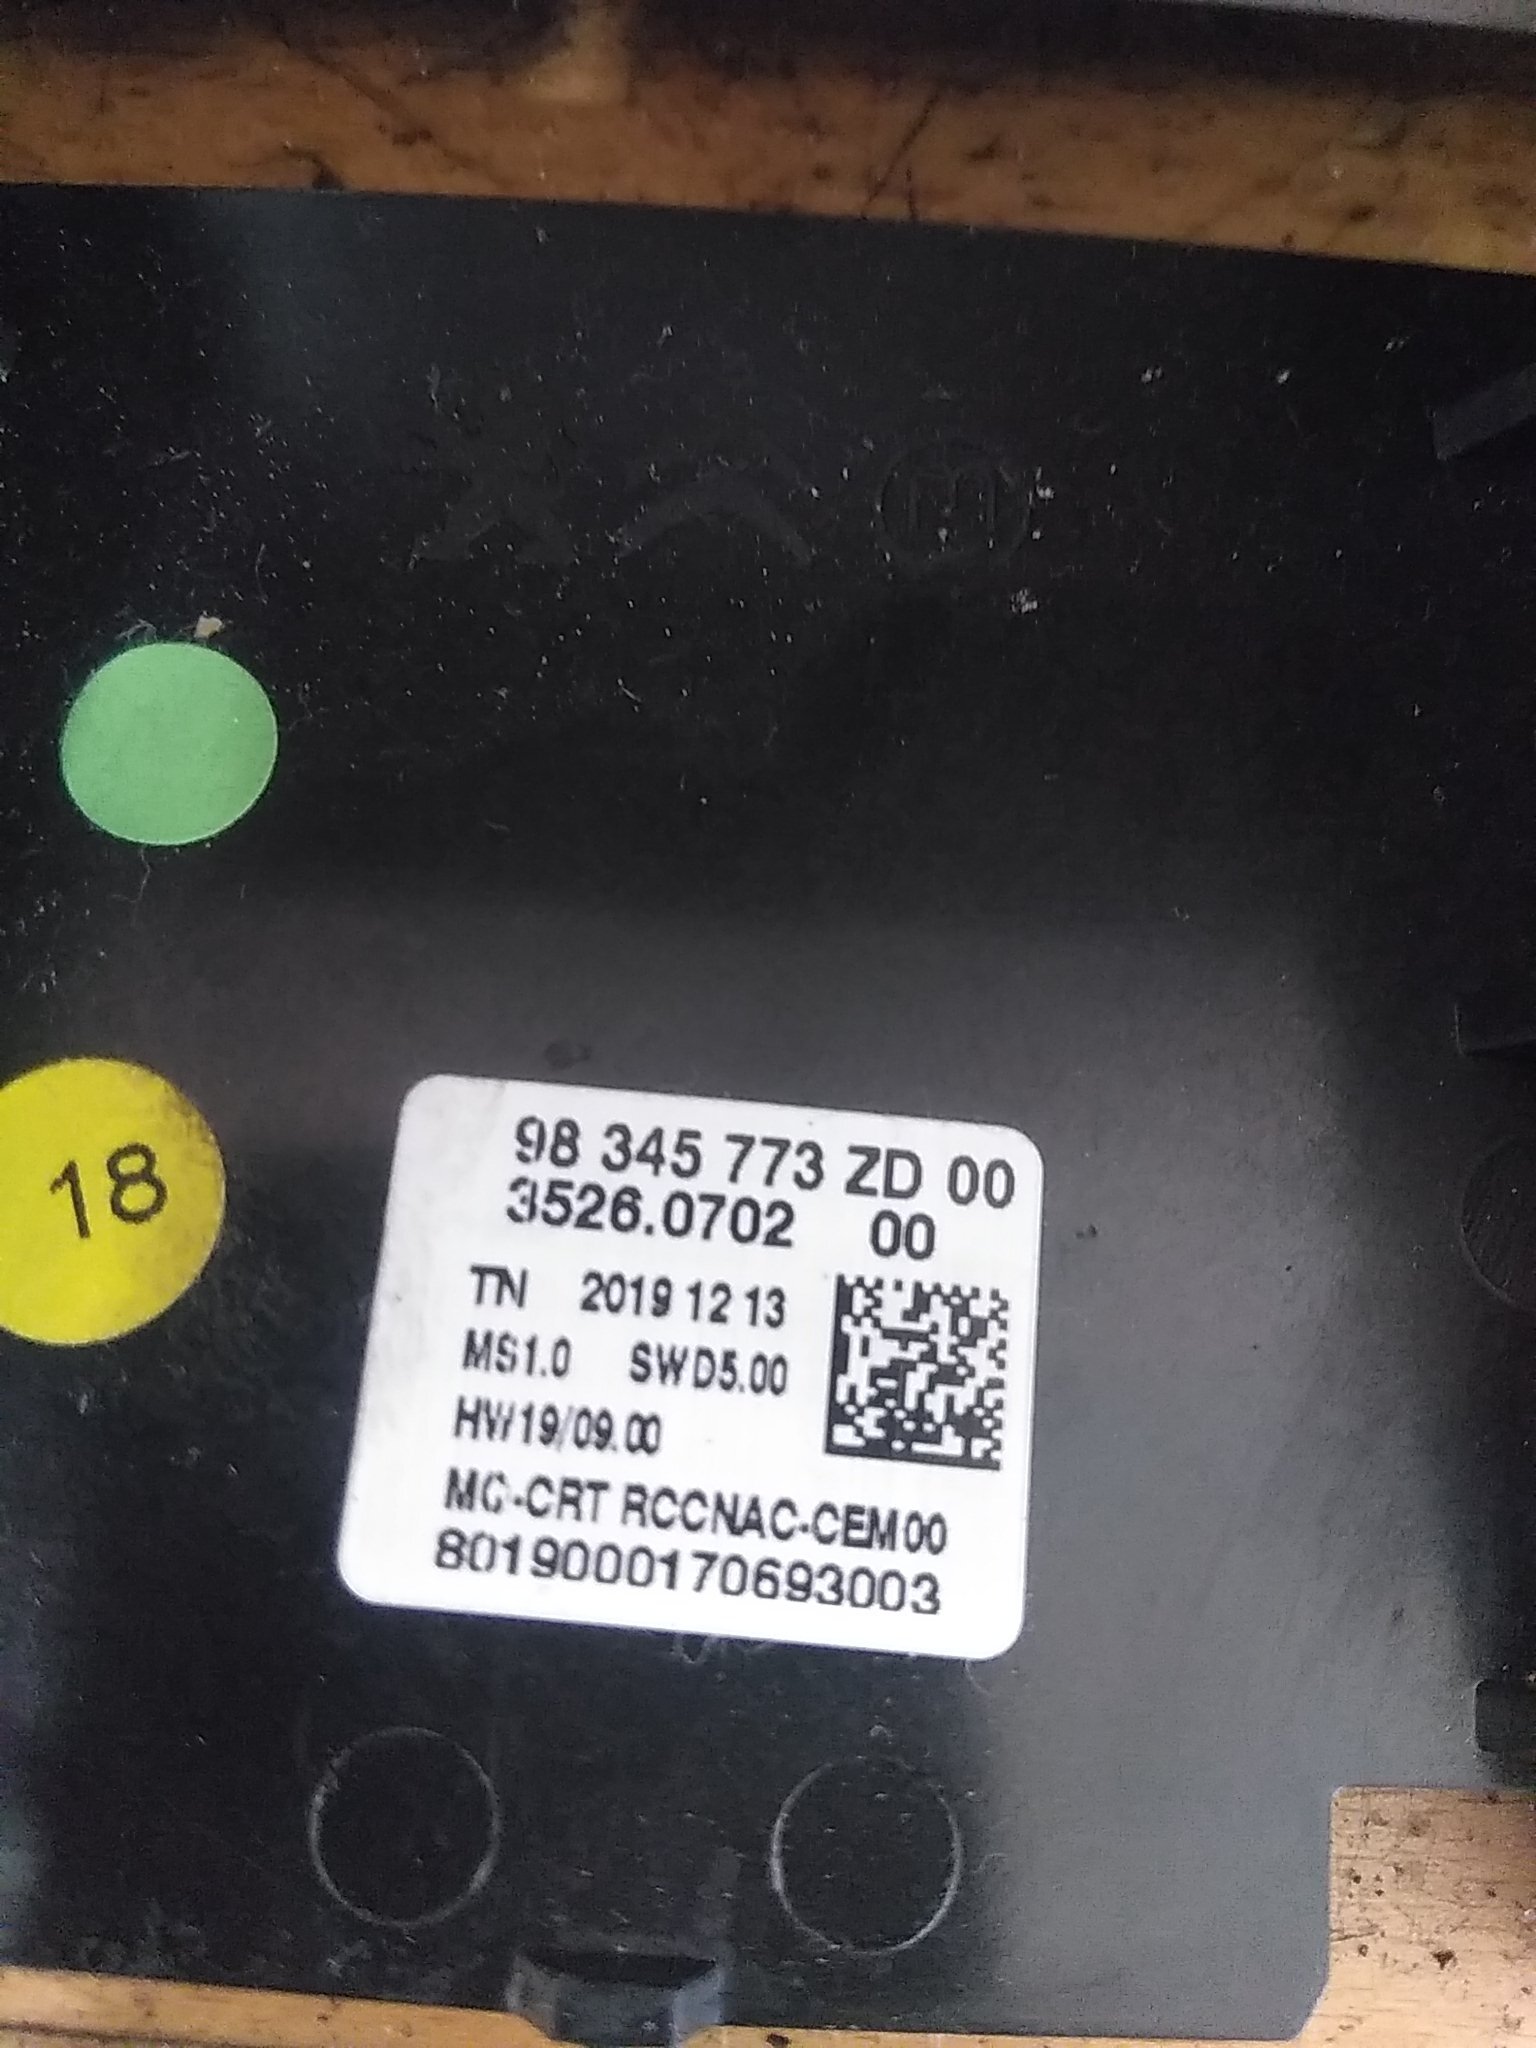 18
98 345 773 ZD 00
3526.0702 00
TN 2019 12 13
MS1.0 SWD5.00
HW19/09.00
MC-CRT RCCNAC-CEM00
8019000170693003